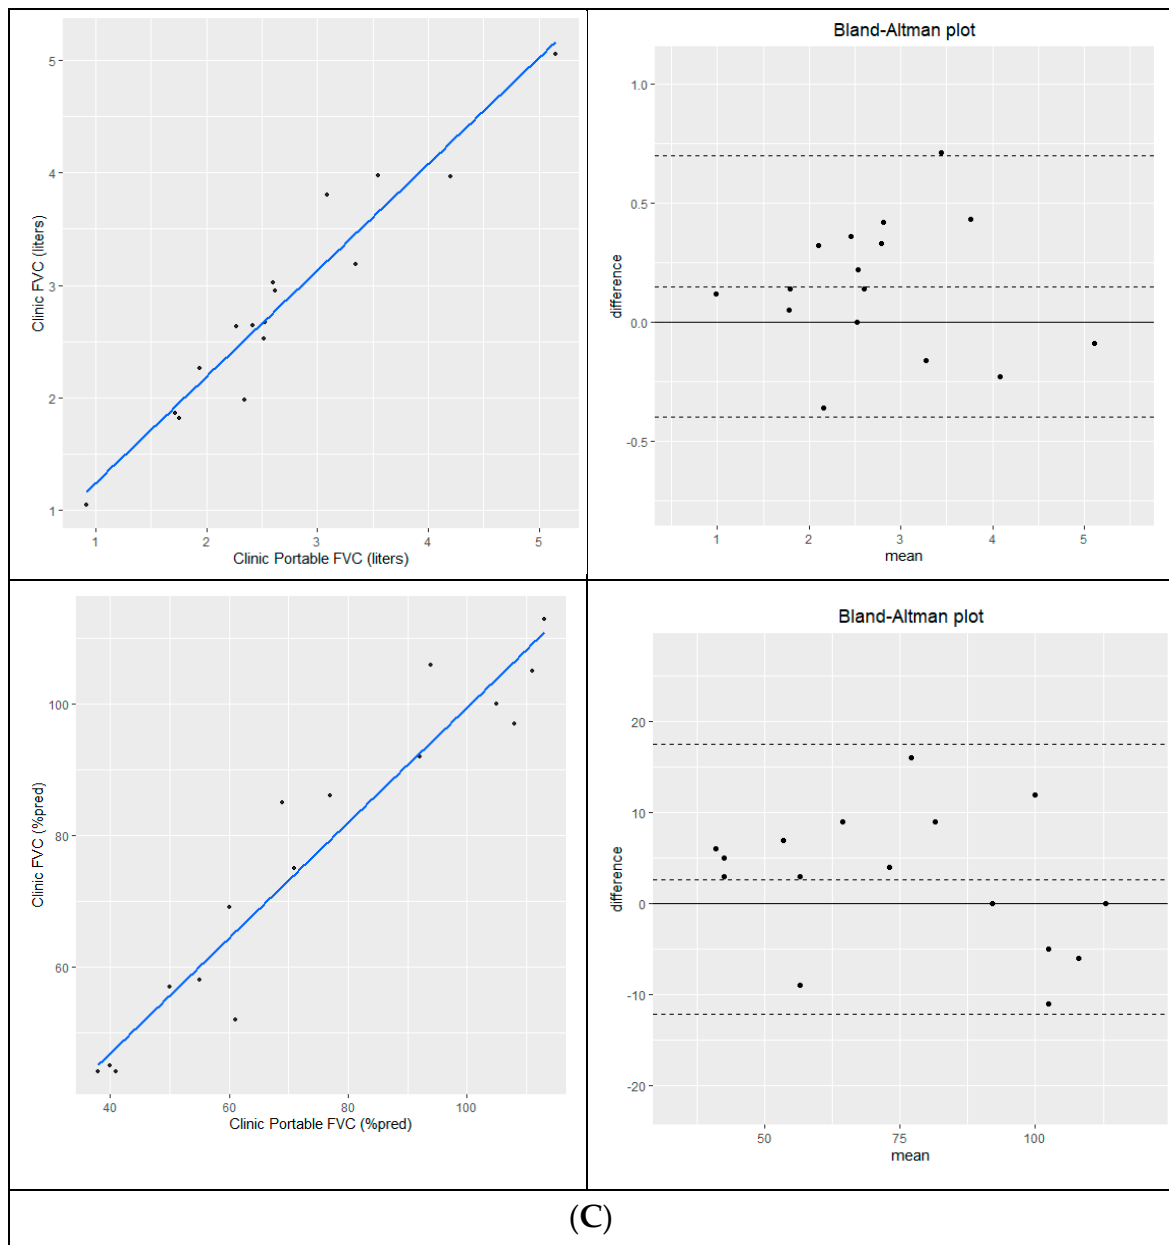 Clinic FVC (liters)
5
4
3
2
1
1 2 3 4 5
Clinic Portable FVC (liters)
Bland-Altman plot
difference
1.0
0.5
0.0
-0.5
1 2 3 4 5
mean
Clinic FVC (%pred)
100
80
60
40 60 80 100
Clinic Portable FVC (%pred)
Bland-Altman plot
difference
20
10
0
-10
-20
50 75 100
mean
(C)